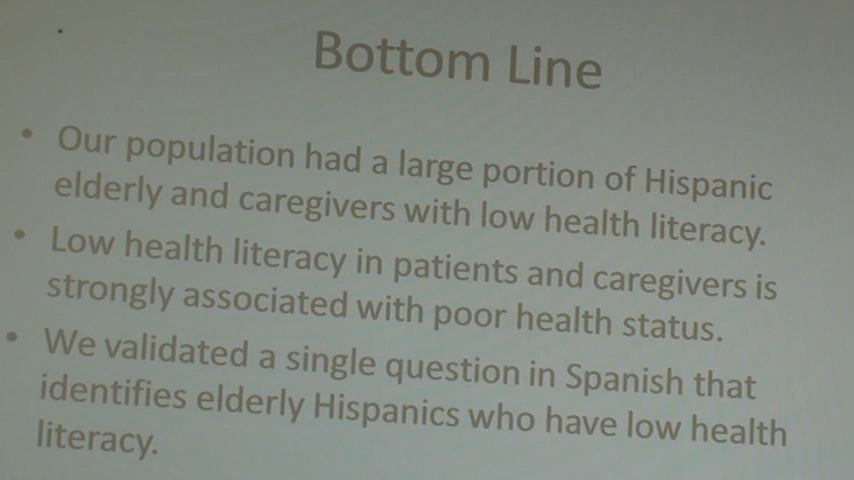 Bottom Line
• Our population had a large portion of Hispanic
elderly and caregivers with low health literacy.
• Low health literacy in patients and caregivers is
strongly associated with poor health status.
• We validated a single question in Spanish that
identifies elderly Hispanics who have low health
literacy.